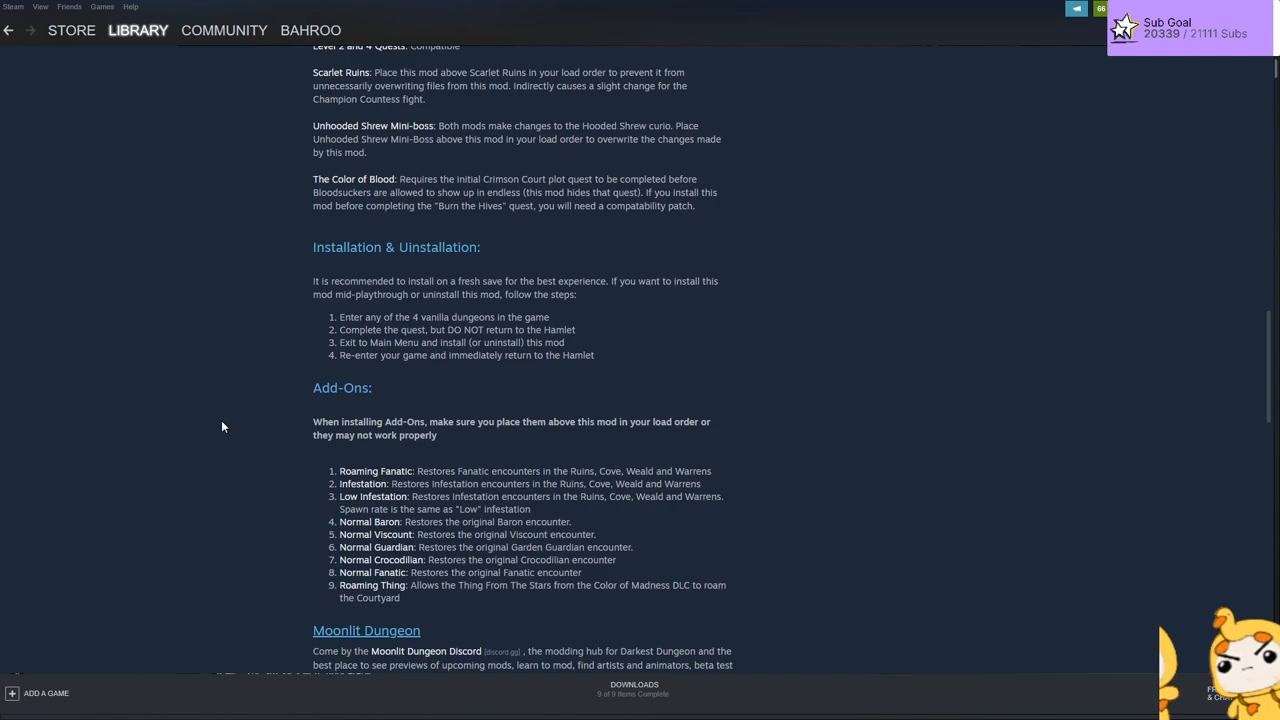 Steam View Friends Games Help
66
STORE LIBRARY COMMUNITY BAHROO
Sub Goal
20339 / 21111 Subs
Level 2 and 4 Quests: Compatible
Scarlet Ruins: Place this mod above Scarlet Ruins in your load order to prevent it from
unnecessarily overwriting files from this mod. Indirectly causes a slight change for the
Champion Countess fight.
Unhooded Shrew Mini-boss: Both mods make changes to the Hooded Shrew curio. Place
Unhooded Shrew Mini-Boss above this mod in your load order to overwrite the changes made
by this mod.
The Color of Blood: Requires the initial Crimson Court plot quest to be completed before
Bloodsuckers are allowed to show up in endless (this mod hides that quest). If you install this
mod before completing the "Burn the Hives" quest, you will need a compatability patch.
Installation & Uinstallation:
It is recommended to install on a fresh save for the best experience. If you want to install this
mod mid-playthrough or uninstall this mod, follow the steps:
1. Enter any of the 4 vanilla dungeons in the game
2. Complete the quest, but DO NOT return to the Hamlet
3. Exit to Main Menu and install (or uninstall) this mod
4. Re-enter your game and immediately return to the Hamlet
Add-Ons:
When installing Add-Ons, make sure you place them above this mod in your load order or
they may not work properly
1. Roaming Fanatic: Restores Fanatic encounters in the Ruins, Cove, Weald and Warrens
2. Infestation: Restores Infestation encounters in the Ruins, Cove, Weald and Warrens
3. Low Infestation: Restores Infestation encounters in the Ruins, Cove, Weald and Warrens.
Spawn rate is the same as "Low" infestation
4. Normal Baron: Restores the original Baron encounter.
5. Normal Viscount: Restores the original Viscount encounter.
6. Normal Guardian: Restores the original Garden Guardian encounter.
7. Normal Crocodilian: Restores the original Crocodilian encounter
8. Normal Fanatic: Restores the original Fanatic encounter
9. Roaming Thing: Allows the Thing From The Stars from the Color of Madness DLC to roam
the Courtyard
Moonlit Dungeon
Come by the Moonlit Dungeon Discord [discord.gg] , the modding hub for Darkest Dungeon and the
best place to see previews of upcoming mods, learn to mod, find artists and animators, beta test
ADD A GAME
DOWNLOADS
9 of 9 Items Complete